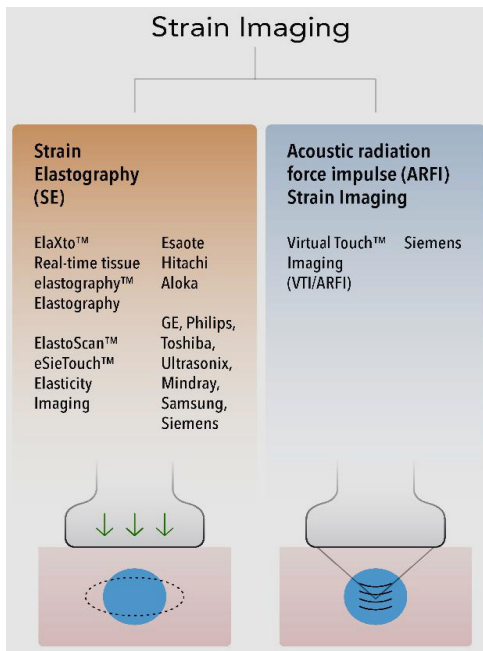 Strain Imaging
Strain
Elastography
(SE)
ElaXto™
Real-time tissue
elastography™
Elastography
ElastoScan™
eSieTouch™
Elasticity
Imaging
Esaote
Hitachi
Aloka
GE, Philips,
Toshiba,
Ultrasonix,
Mindray,
Samsung,
Siemens
Acoustic radiation
force impulse (ARFI)
Strain Imaging
Virtual Touch™
Imaging
(VTI/ARFI)
Siemens